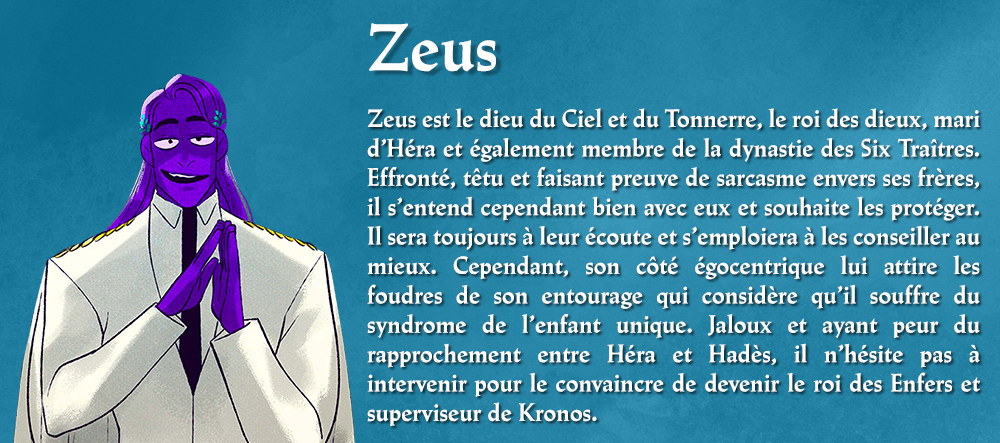 Zeus
Zeus est le dieu du Ciel et du Tonnerre, le roi des dieux, mari
d’Héra et également membre de la dynastie des Six Traîtres.
Effronté, têtu et faisant preuve de sarcasme envers ses frères,
il s’entend cependant bien avec eux et souhaite les protéger.
Il sera toujours à leur écoute et s’emploiera à les conseiller au
mieux. Cependant, son côté égocentrique lui attire les
foudres de son entourage qui considère qu’il souffre du
syndrome de l’enfant unique. Jaloux et ayant peur du
rapprochement entre Héra et Hadès, il n’hésite pas à
intervenir pour le convaincre de devenir le roi des Enfers et
superviseur de Kronos.